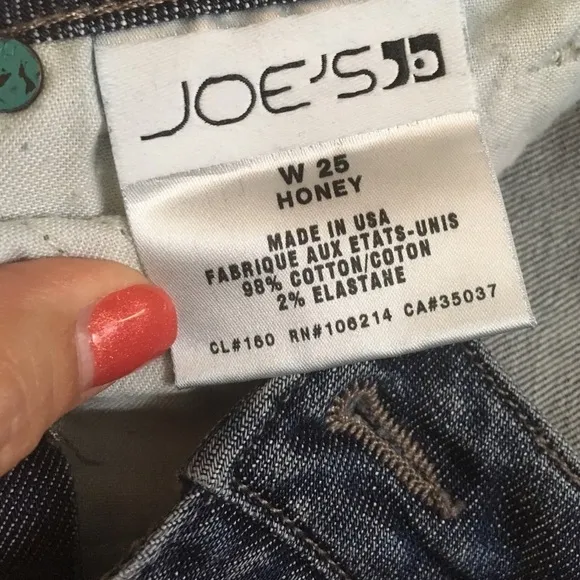 JOE'S
W 25
HONEY
MADE IN USA
FABRIQUE AUX ETATS-UNIS
98% COTTON/COTON
2% ELASTANE
CL#160 RN#106214 CA#35037